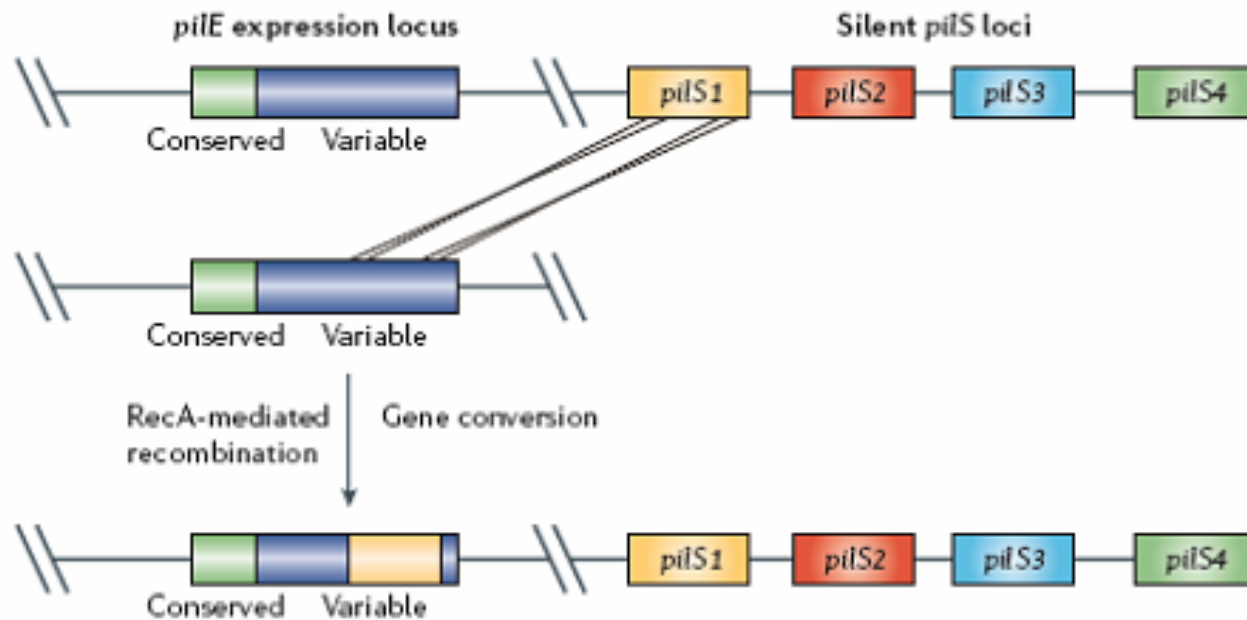 pilE expression locus
Silent pilS loci
pilS1
pilS2
pilS3
pilS4
Conserved
Variable
Conserved
Variable
RecA-mediated
recombination
Gene conversion
pilS1
pilS2
pilS3
pilS4
Conserved
Variable